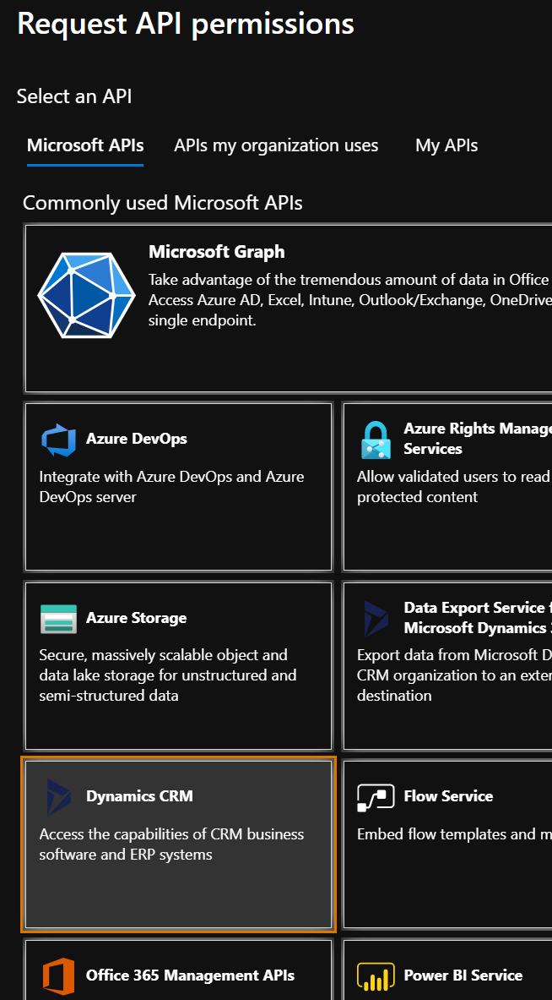 Request API permissions
Select an API
Microsoft APIs
APIs my organization uses
My APIs
Commonly used Microsoft APIs
Microsoft Graph
Take advantage of the tremendous amount of data in Office
Access Azure AD, Excel, Intune, Outlook/Exchange, OneDrive
single endpoint.
Azure DevOps
Integrate with Azure DevOps and Azure
DevOps server
Azure Rights Manage
Services
Allow validated users to read
protected content
Azure Storage
Secure, massively scalable object and
data lake storage for unstructured and
semi-structured data
Data Export Service f
Microsoft Dynamics 3
Export data from Microsoft D
CRM organization to an exter
destination
Dynamics CRM
Access the capabilities of CRM business
software and ERP systems
Flow Service
Embed flow templates and m
Office 365 Management APIs
Power BI Service